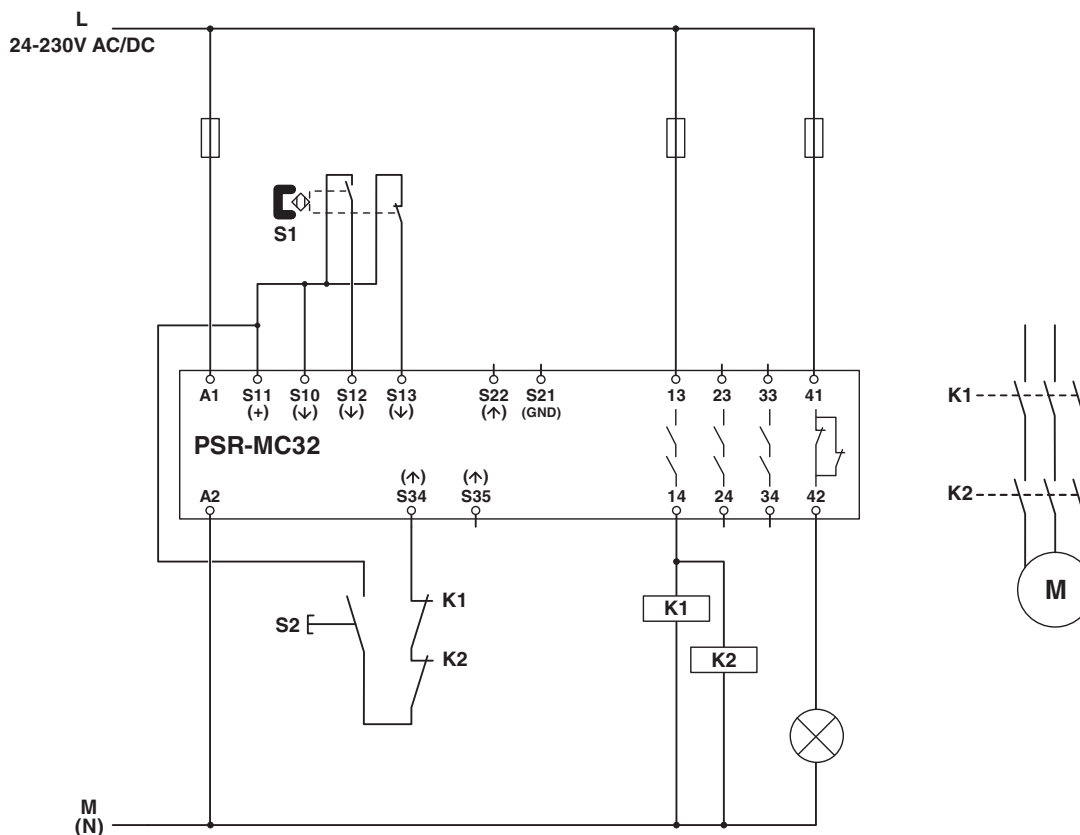 L
24-230V AC/DC
S1
A1 S11 S10 S12 S13 S22 S21 13 23 33 41
(+) (↓) (↓) (↓) (↑) (GND)
PSR-MC32
(↑) (↑)
A2 S34 S35 14 24 34 42
K1
K2
M
S2
K1
K2
K1
K2
M
(N)